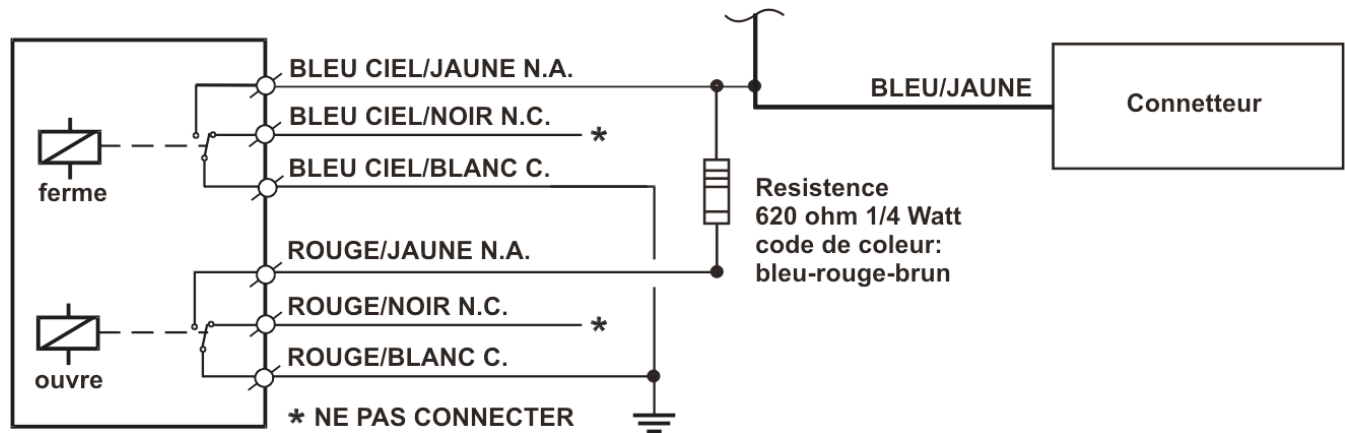 BLEU CIEL/JAUNE N.A.
BLEU CIEL/NOIR N.C.
*
BLEU CIEL/BLANC C.
ferme
ROUGE/JAUNE N.A.
ROUGE/NOIR N.C.
*
ROUGE/BLANC C.
ouvre
* NE PAS CONNECTER
BLEU/JAUNE
Connetteur
Resistence
620 ohm 1/4 Watt
code de coleur:
bleu-rouge-brun